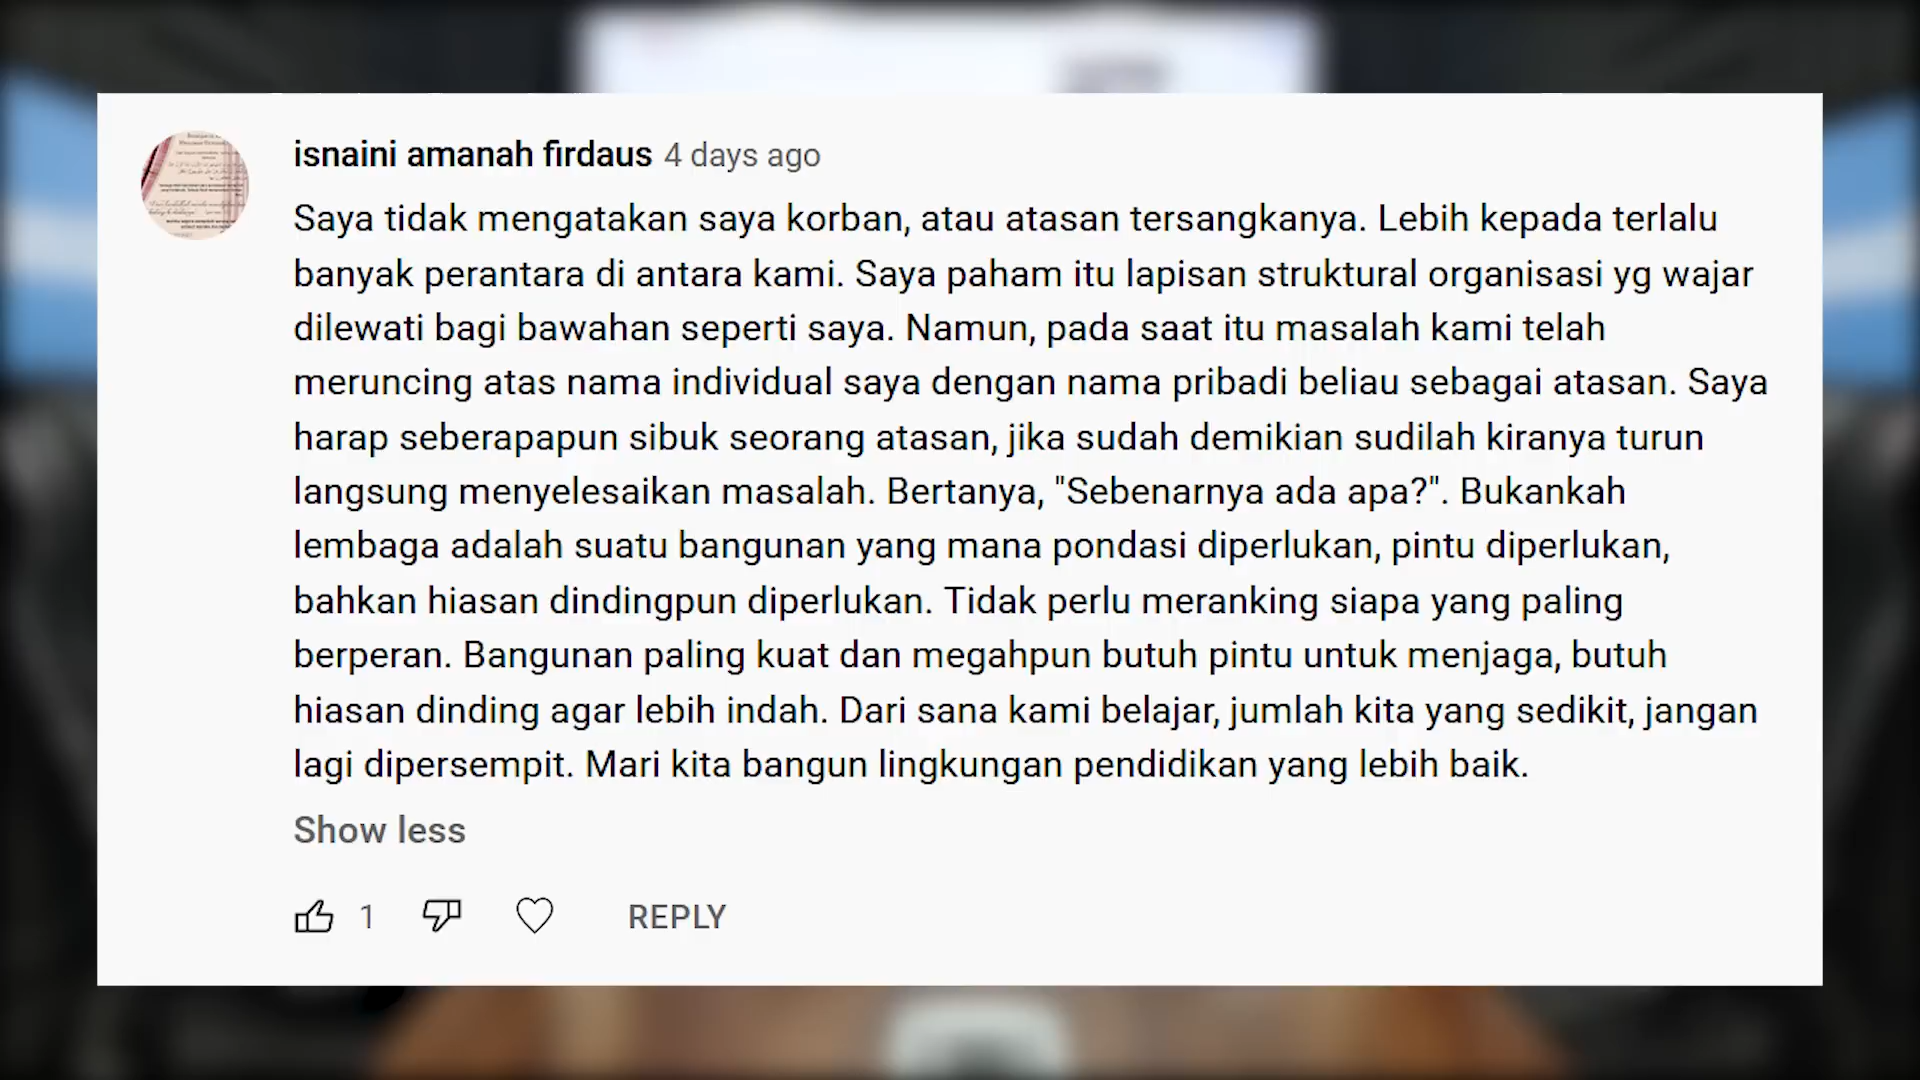 isnaini amanah firdaus 4 days ago
Saya tidak mengatakan saya korban, atau atasan tersangkanya. Lebih kepada terlalu
banyak perantara di antara kami. Saya paham itu lapisan struktural organisasi yg wajar
dilewati bagi bawahan seperti saya. Namun, pada saat itu masalah kami telah
meruncing atas nama individual saya dengan nama pribadi beliau sebagai atasan. Saya
harap seberapapun sibuk seorang atasan, jika sudah demikian sudilah kiranya turun
langsung menyelesaikan masalah. Bertanya, "Sebenarnya ada apa?". Bukankah
lembaga adalah suatu bangunan yang mana pondasi diperlukan, pintu diperlukan,
bahkan hiasan dindingpun diperlukan. Tidak perlu meranking siapa yang paling
berperan. Bangunan paling kuat dan megahpun butuh pintu untuk menjaga, butuh
hiasan dinding agar lebih indah. Dari sana kami belajar, jumlah kita yang sedikit, jangan
lagi dipersempit. Mari kita bangun lingkungan pendidikan yang lebih baik.
Show less
1 REPLY